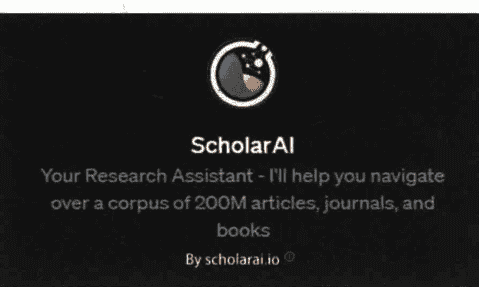 ScholarAI
Your Research Assistant - I'll help you navigate
over a corpus of 200M articles, journals, and
books
By scholarai.io